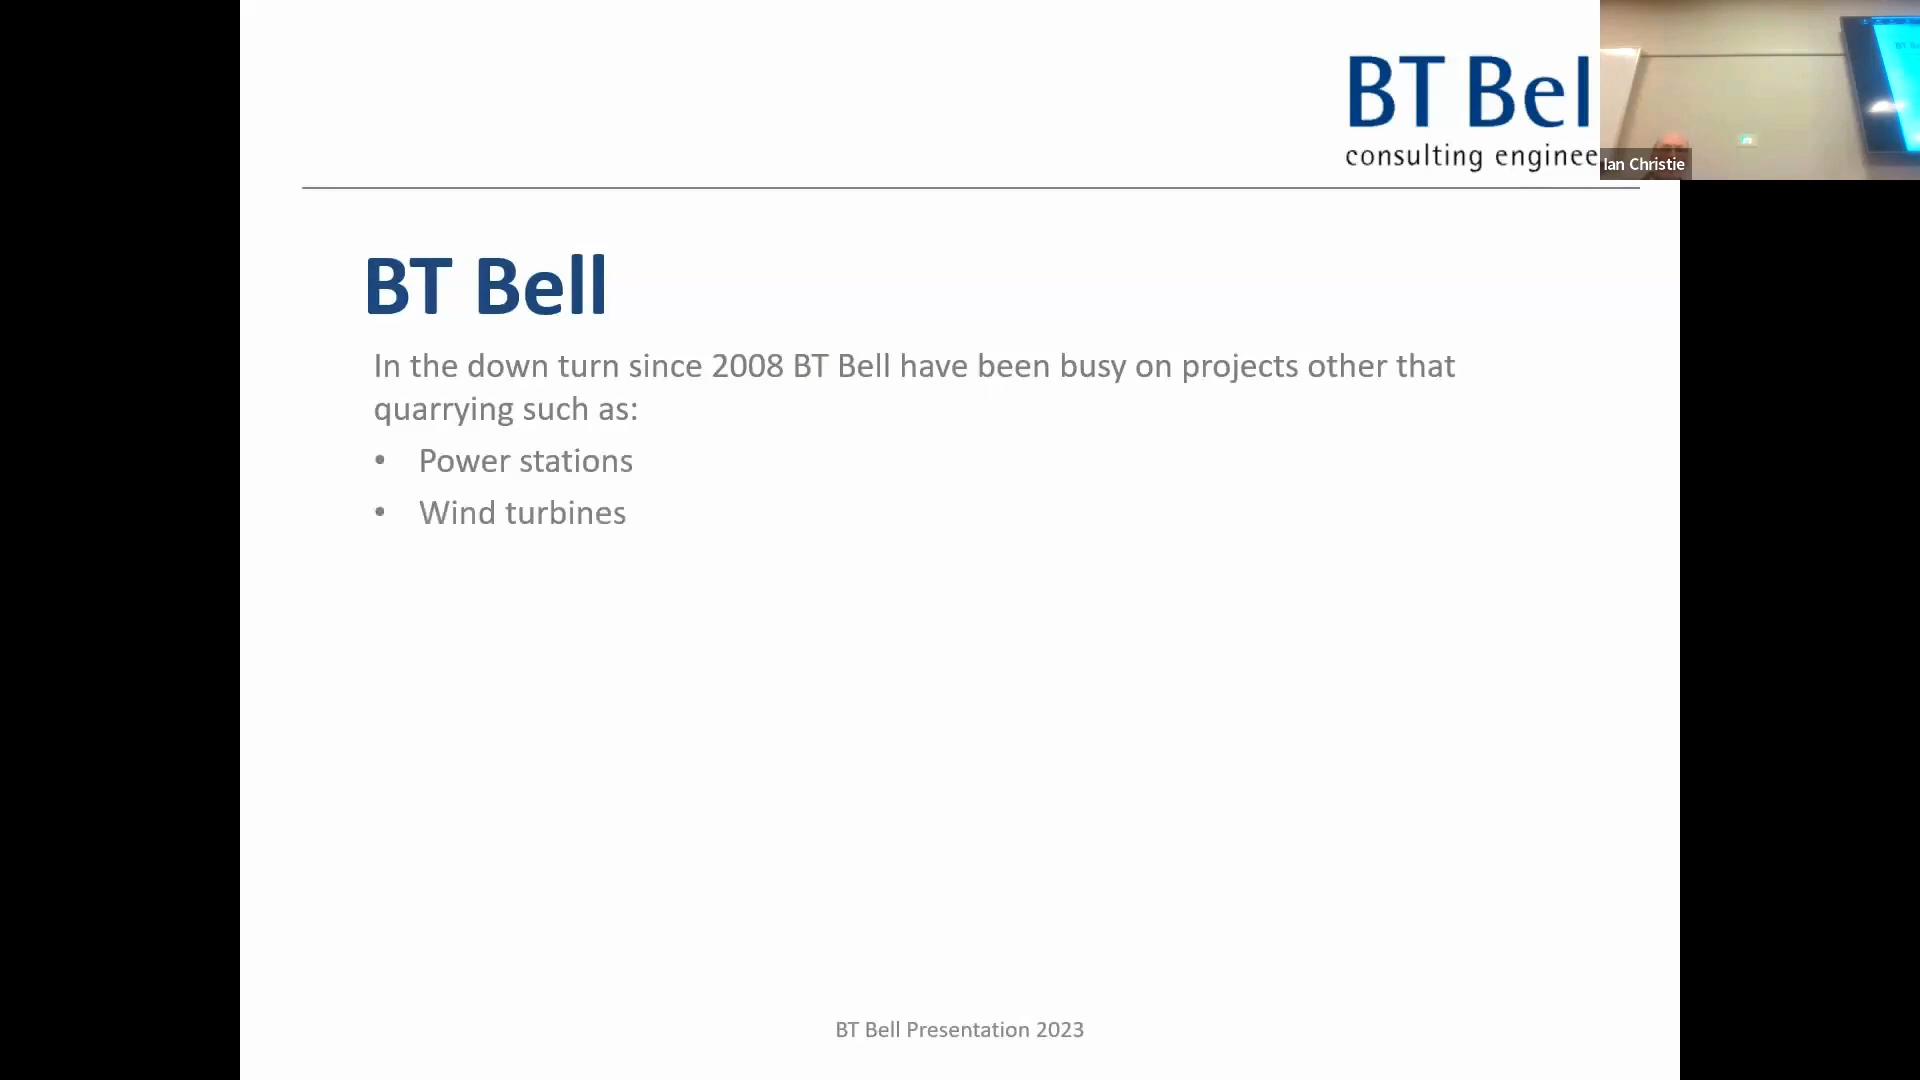 BT Bel
consulting enginee
Ian Christie
BT Bell
In the down turn since 2008 BT Bell have been busy on projects other that
quarrying such as:
• Power stations
• Wind turbines
BT Bell Presentation 2023